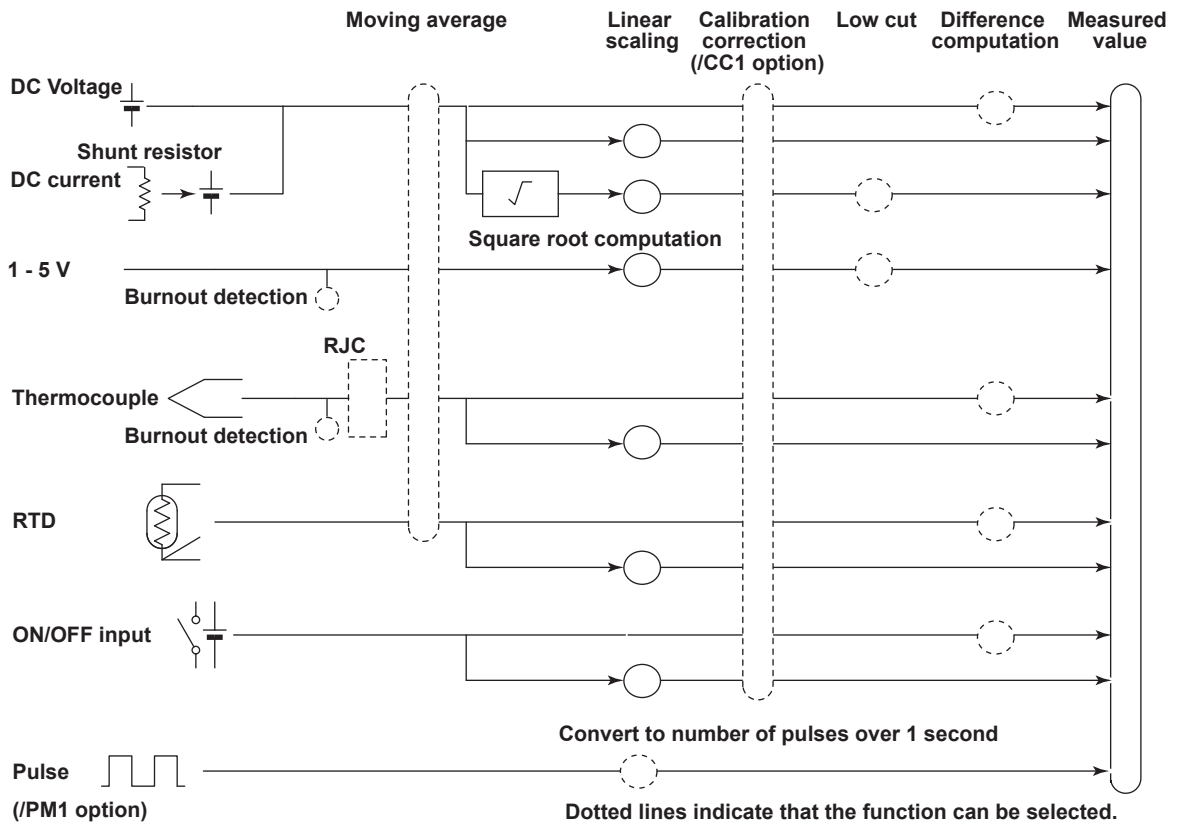 Moving average
Linear scaling
Calibration correction (/CC1 option)
Low cut
Difference computation
Measured value
DC Voltage
Shunt resistor
DC current
√
Square root computation
1 - 5 V
Burnout detection
RJC
Thermocouple
Burnout detection
RTD
ON/OFF input
Convert to number of pulses over 1 second
Pulse
(/PM1 option)
Dotted lines indicate that the function can be selected.